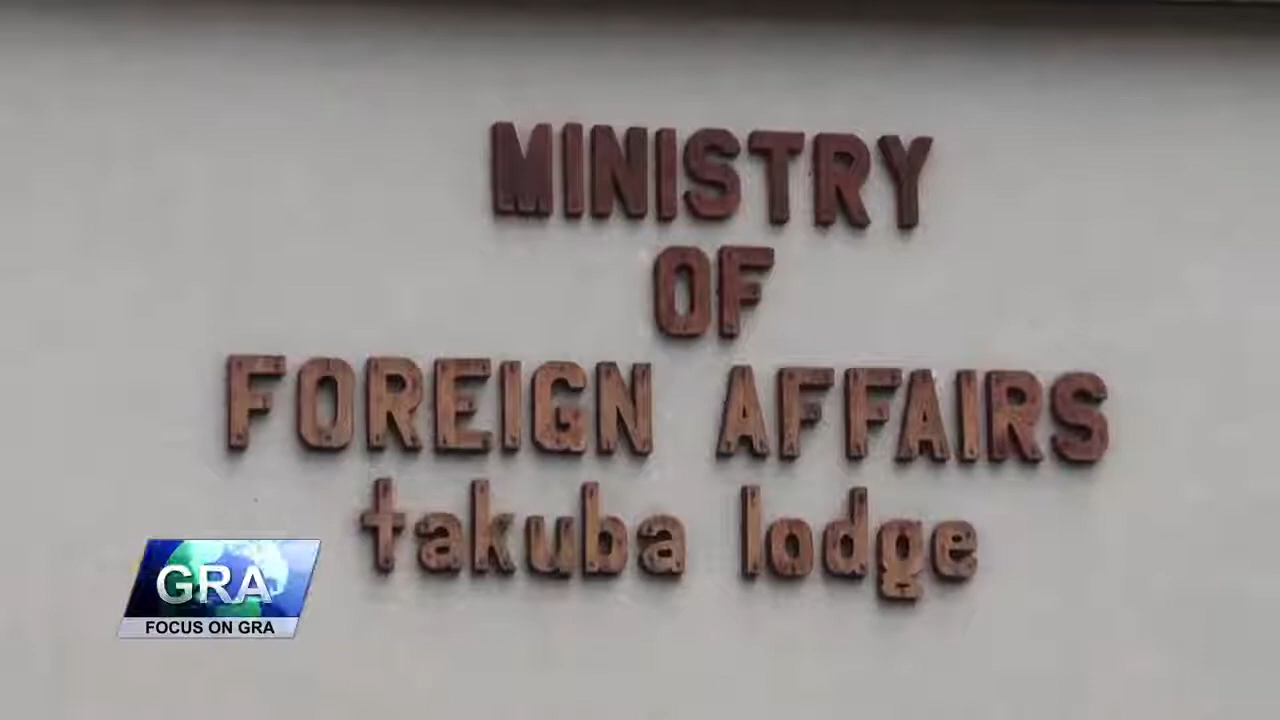 MINISTRY
OF
FOREIGN AFFAIRS
takuba lodge
GRA
FOCUS ON GRA